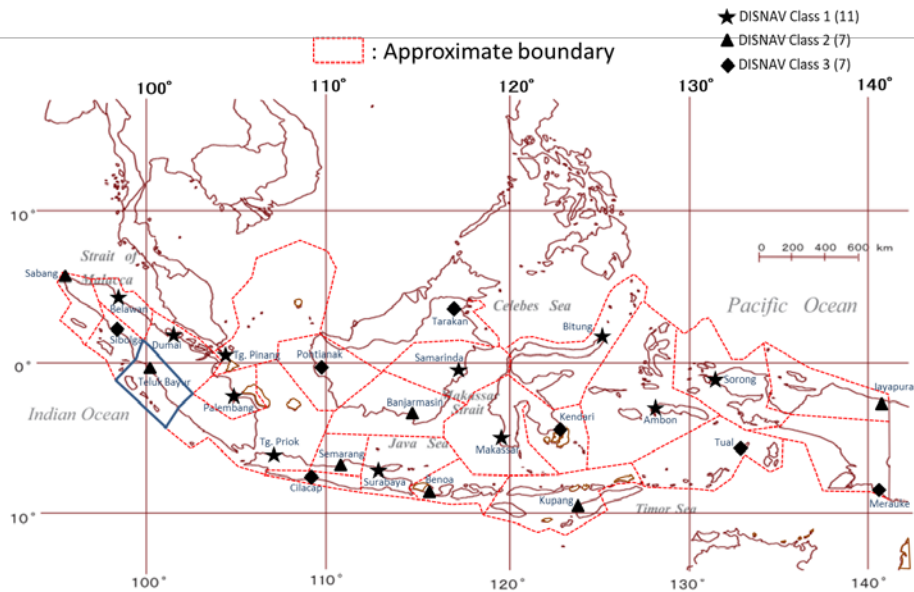 ★ DISNAV Class 1 (11)
▲ DISNAV Class 2 (7)
◆ DISNAV Class 3 (7)
: Approximate boundary
100° 110° 120° 130° 140°
10°
0°
10°
0 200 400 600 km
Strait of
Malacca
Celebes Sea
Pacific Ocean
Indian Ocean
Makassar
Strait
Java Sea
Timor Sea
Sabang
Belawan
Sibolga
Dumai
Tg. Pinang
Pontianak
Tarakan
Bitung
Samarinda
Teluk Bayur
Palembang
Banjarmasin
Sorong
Jayapura
Ambon
Kendari
Makassar
Tual
Tg. Priok
Semarang
Surabaya
Cilacap
Benoa
Kupang
Merauke
100° 110° 120° 130° 140°